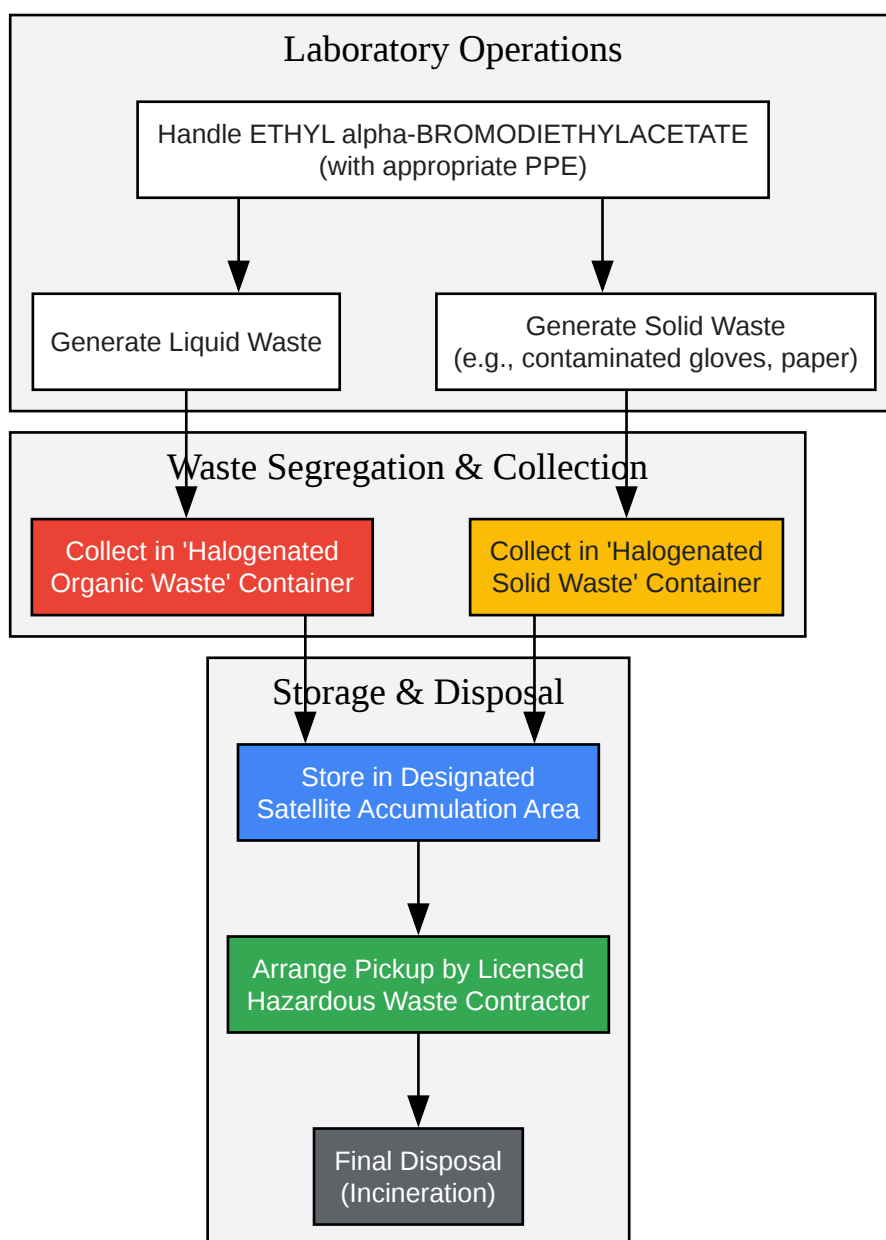 Laboratory Operations
Handle ETHYL alpha-BROMODIETHYLACETATE
(with appropriate PPE)
Generate Liquid Waste
Generate Solid Waste
(e.g., contaminated gloves, paper)
Waste Segregation & Collection
Collect in 'Halogenated
Organic Waste' Container
Collect in 'Halogenated
Solid Waste' Container
Storage & Disposal
Store in Designated
Satellite Accumulation Area
Arrange Pickup by Licensed
Hazardous Waste Contractor
Final Disposal
(Incineration)